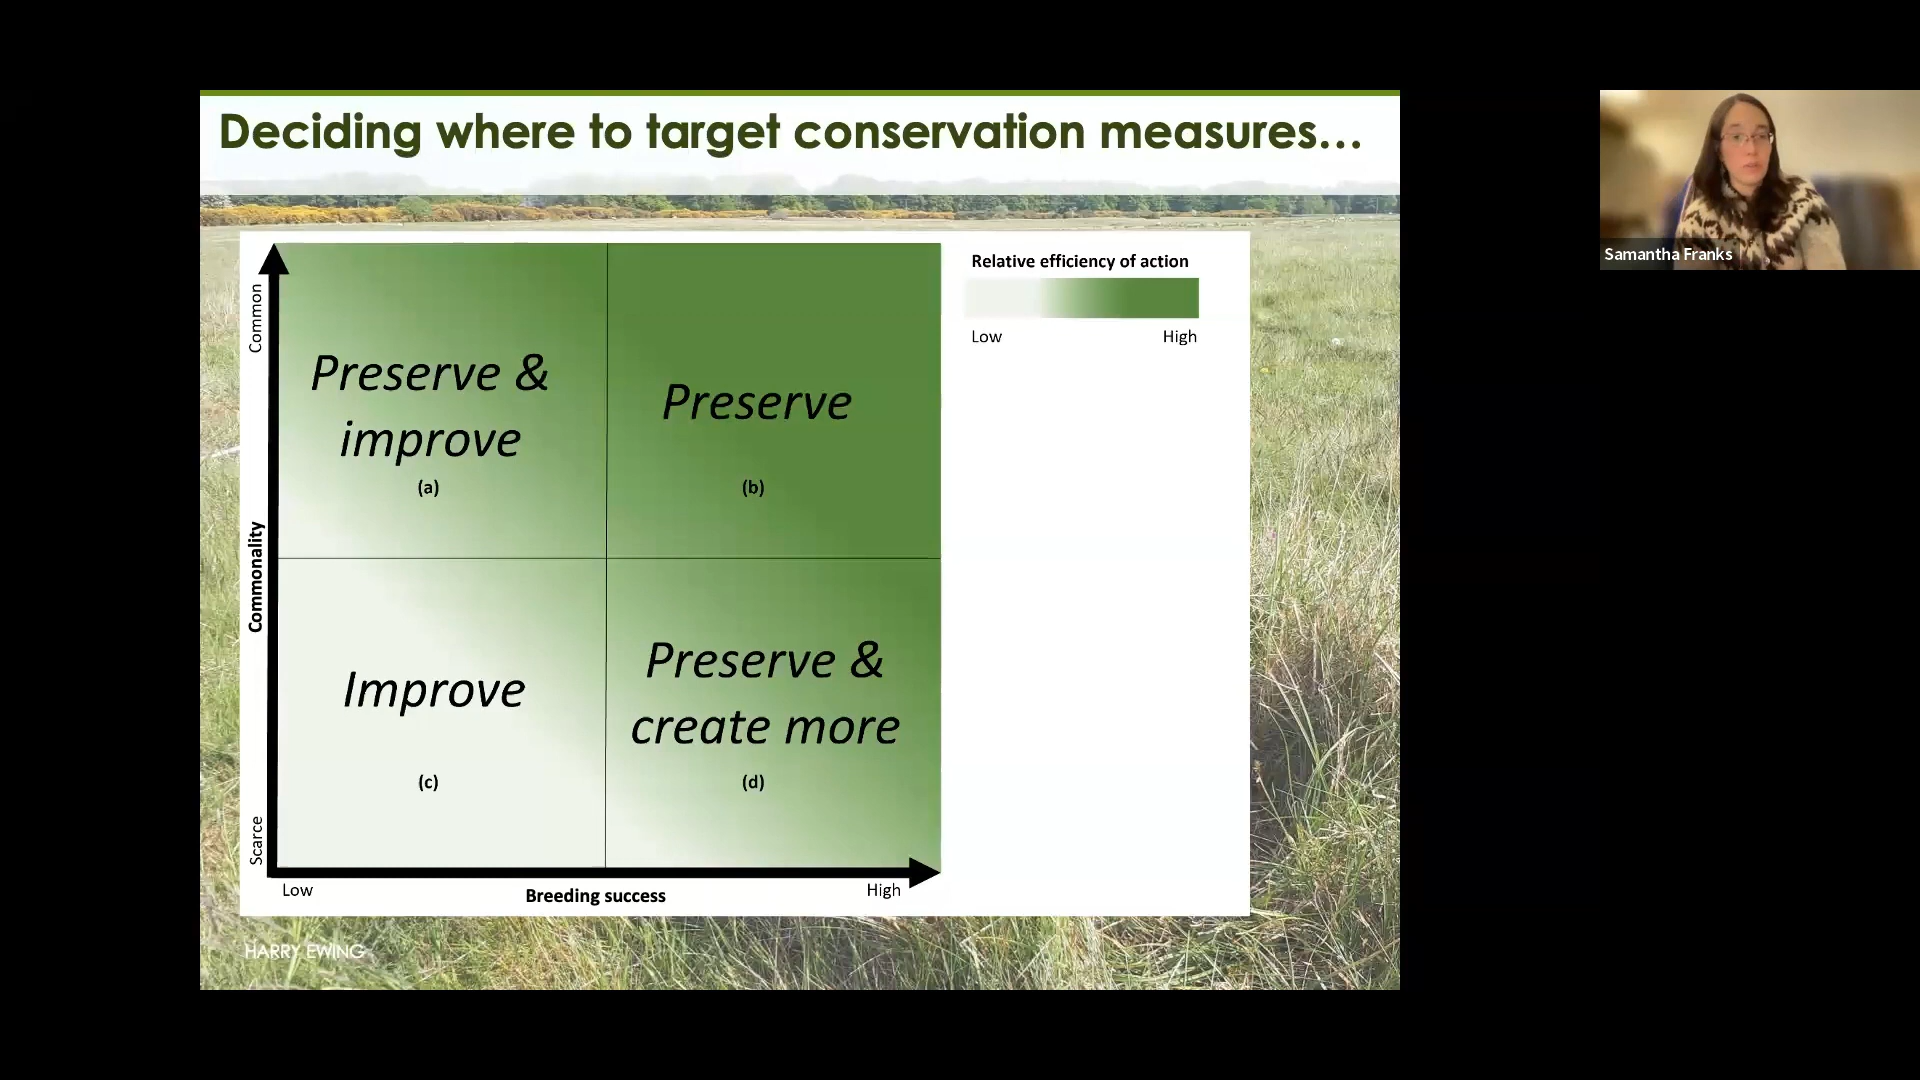 Deciding where to target conservation measures...
Samantha Franks
Common
Commonality
Scarce
Preserve &
improve
(a)
Preserve
(b)
Improve
(c)
Preserve &
create more
(d)
Low
Breeding success
High
Relative efficiency of action
Low
High
HARRY EWING